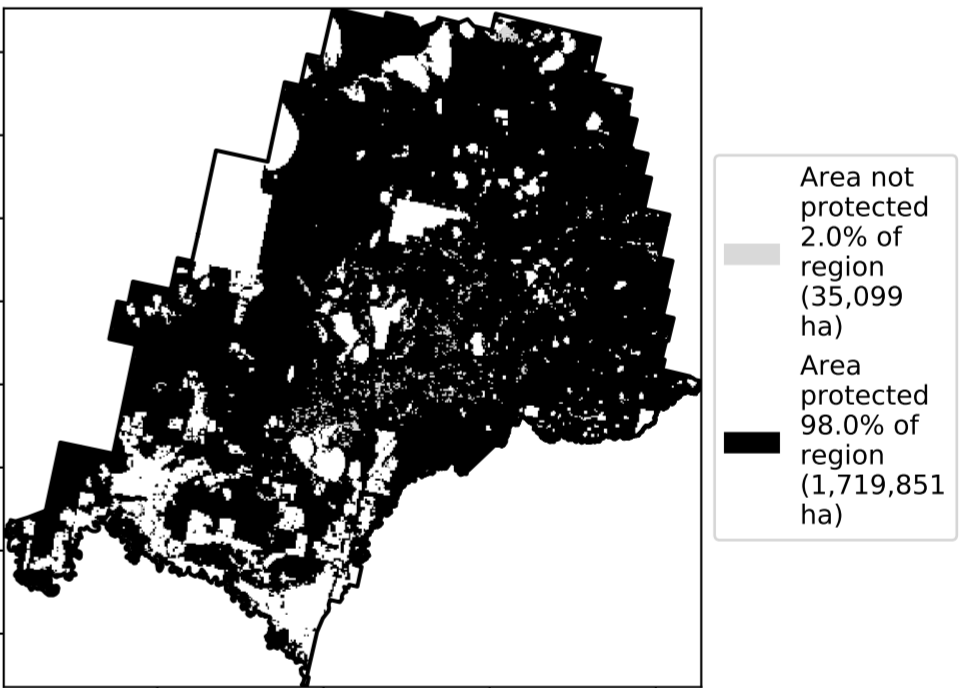 Area not
protected
2.0% of
region
(35,099
ha)
Area
protected
98.0% of
region
(1,719,851
ha)